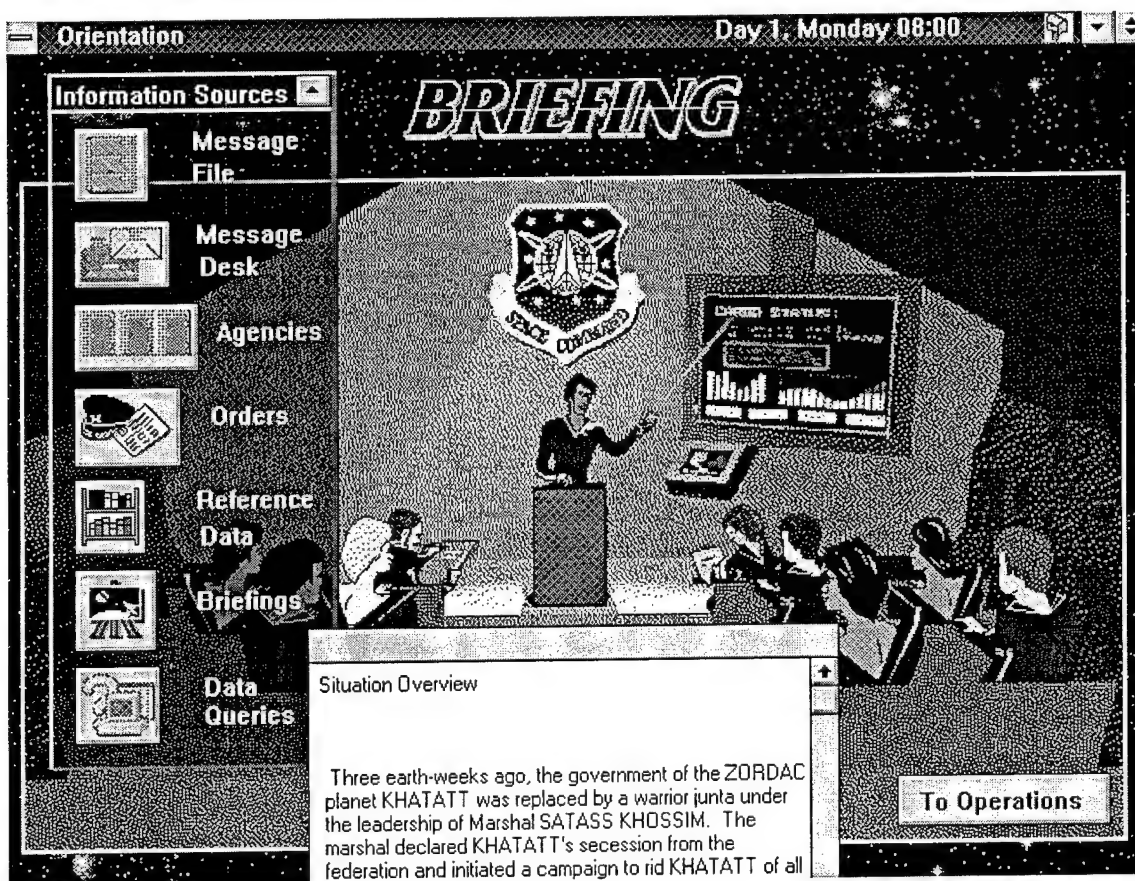 Orientation
Day 1, Monday 08:00
Information Sources
BRIEFING
Message
File
Message
Desk
Agencies
Orders
Reference
Data
Briefings
Data
Queries
SPACE COMMAND
Situation Overview
Three earth-weeks ago, the government of the ZORDAC
planet KHATATT was replaced by a warrior junta under
the leadership of Marshal SATASS KHOSSIM. The
marshal declared KHATATT's secession from the
federation and initiated a campaign to rid KHATATT of all
To Operations